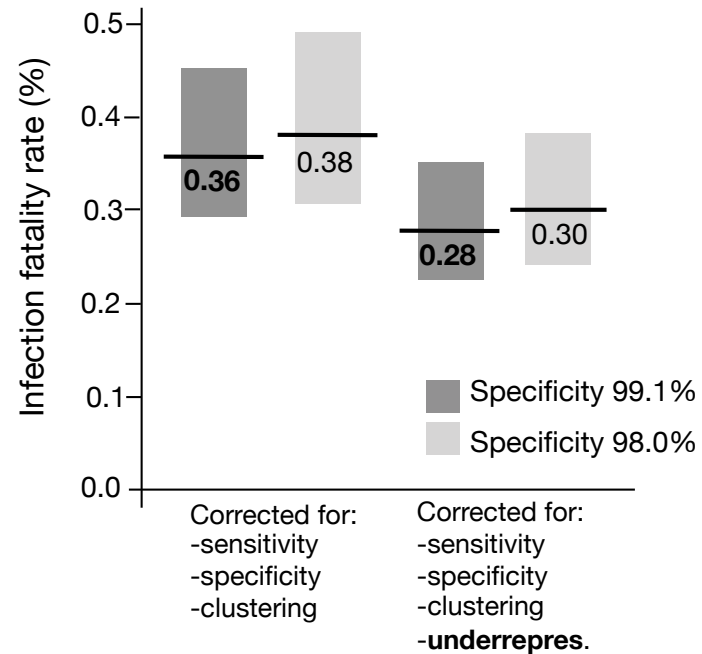 Infection fatality rate (%)
0.5
0.4
0.3
0.2
0.1
0.0
0.36
0.38
0.28
0.30
Specificity 99.1%
Specificity 98.0%
Corrected for:
-sensitivity
-specificity
-clustering
Corrected for:
-sensitivity
-specificity
-clustering
-underrepres.